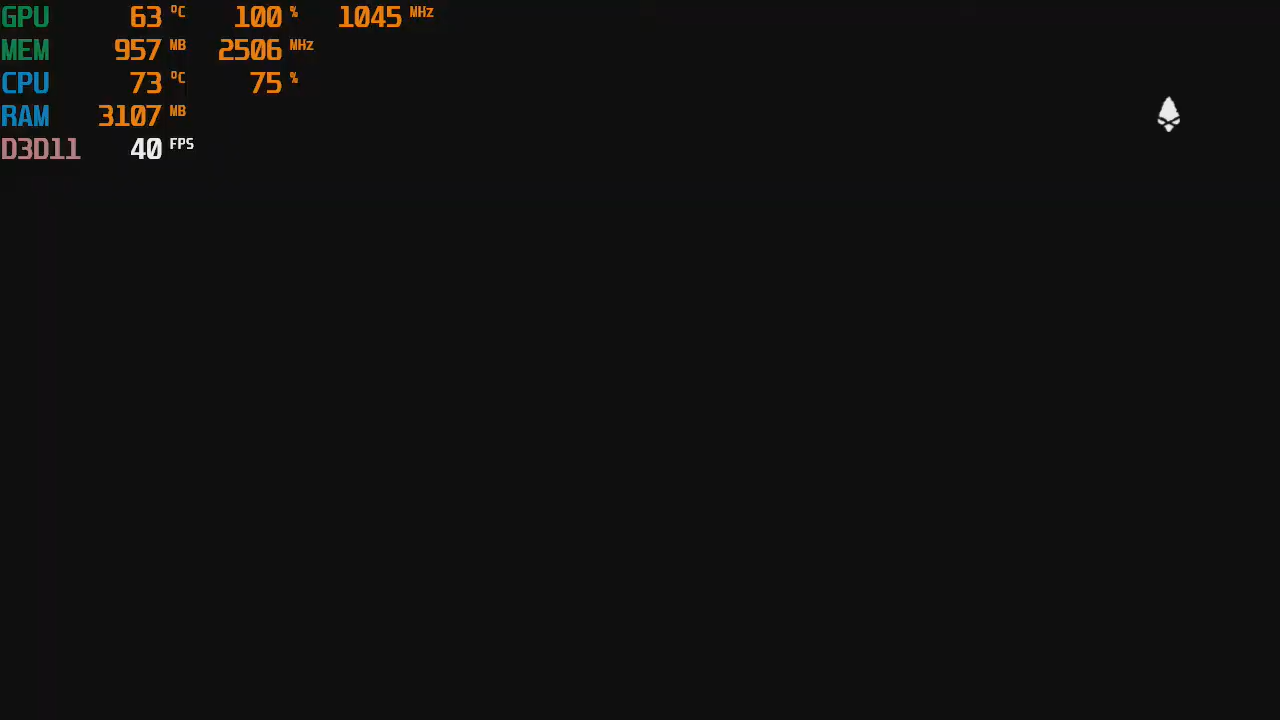 GPU 63 °C 100 % 1045 MHz
MEM 957 MB 2506 MHz
CPU 73 °C 75 %
RAM 3107 MB
D3D11 40 FPS